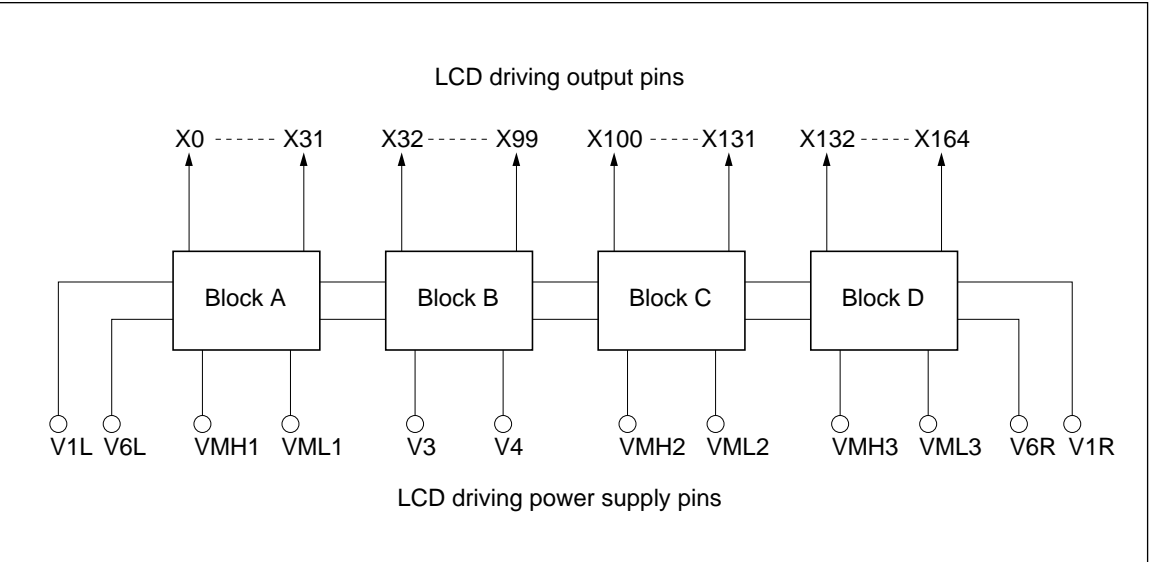 LCD driving output pins
X0 ------ X31 X32 ------ X99 X100 ----- X131 X132 ----- X164
Block A Block B Block C Block D
V1L V6L VMH1 VML1 V3 V4 VMH2 VML2 VMH3 VML3 V6R V1R
LCD driving power supply pins